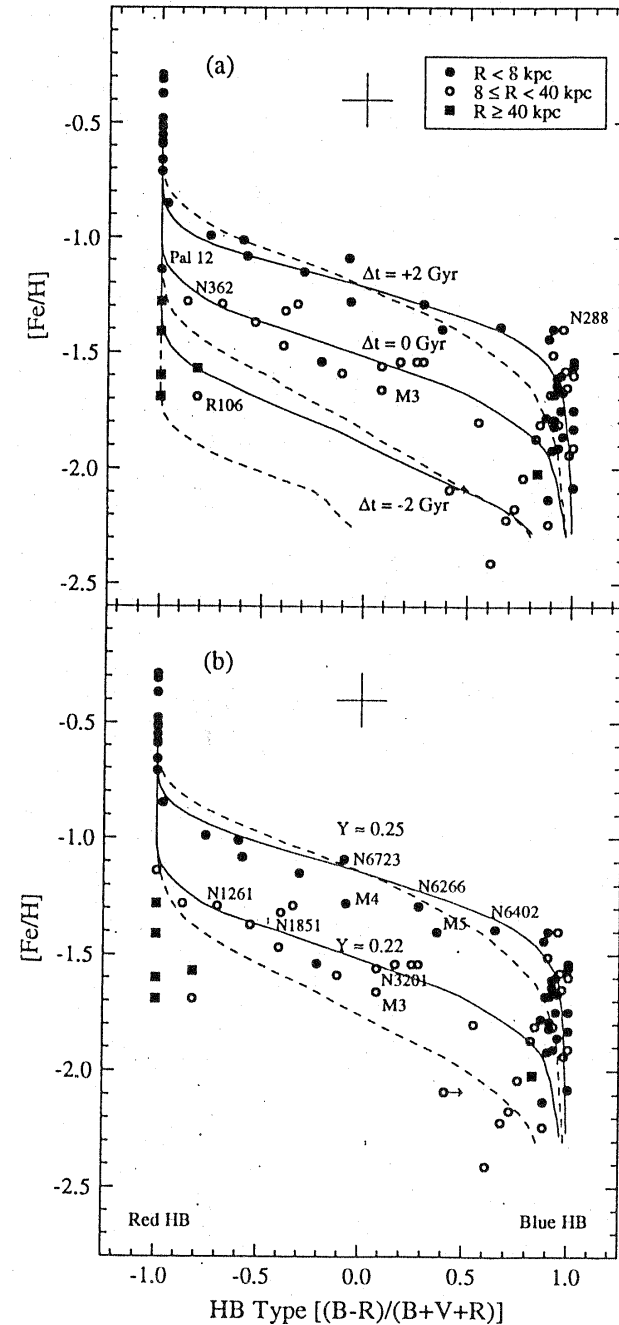 (a)
R < 8 kpc
8 ≤ R < 40 kpc
R ≥ 40 kpc
-0.5
-1.0
-1.5
-2.0
-2.5
[Fe/H]
Pal 12
N362
Δt = +2 Gyr
N288
Δt = 0 Gyr
M3
R106
Δt = -2 Gyr
(b)
-0.5
-1.0
-1.5
-2.0
-2.5
[Fe/H]
Y ≈ 0.25
N6723
N1261
M4
N6266
N6402
N1851
M5
Y ≈ 0.22
N3201
M3
Red HB
Blue HB
-1.0
-0.5
0.0
0.5
1.0
HB Type [(B-R)/(B+V+R)]